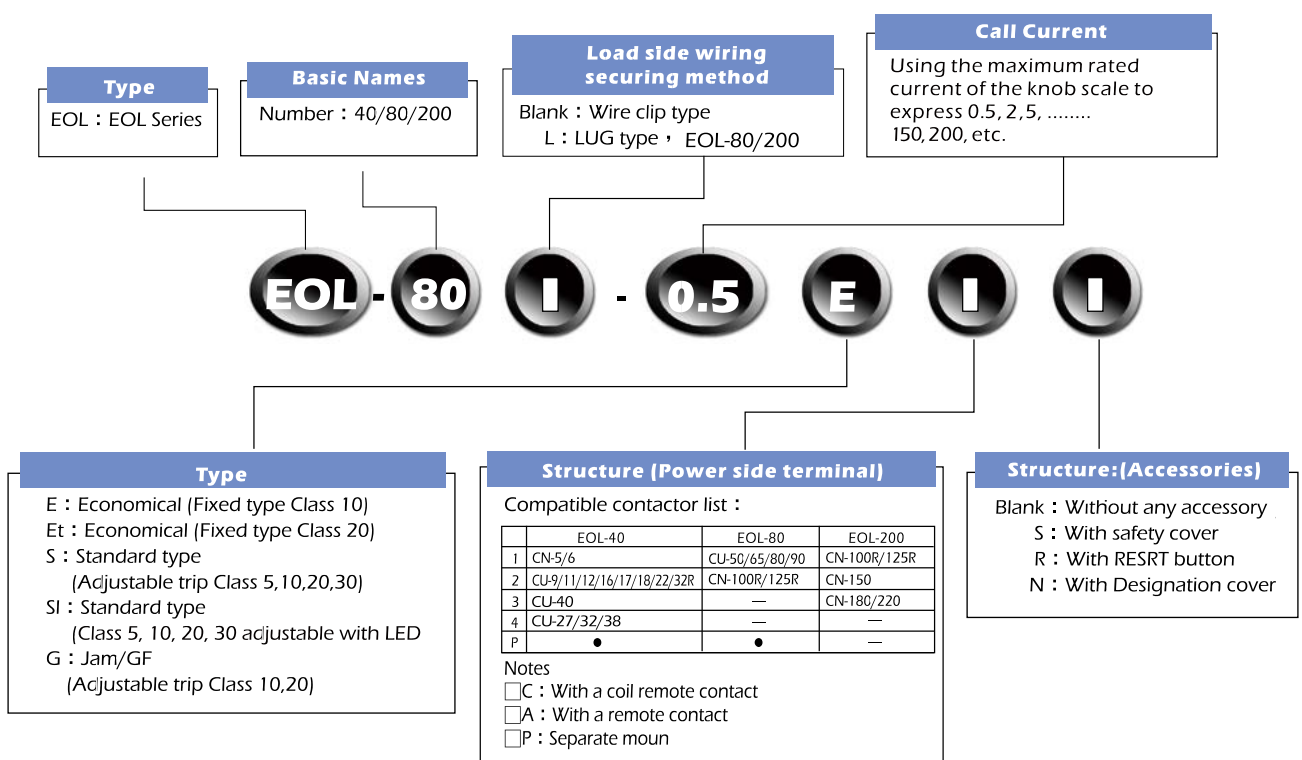 Type
EOL : EOL Series
Basic Names
Number : 40/80/200
Load side wiring
securing method
Blank : Wire clip type
L : LUG type , EOL-80/200
Call Current
Using the maximum rated
current of the knob scale to
express 0.5, 2,5, ........
150, 200, etc.
EOL - 80 - 0.5 E
Type
E : Economical (Fixed type Class 10)
Et : Economical (Fixed type Class 20)
S : Standard type
(Adjustable trip Class 5,10,20,30)
SI : Standard type
(Class 5, 10, 20, 30 adjustable with LED
G : Jam/GF
(Adjustable trip Class 10,20)
Structure (Power side terminal)
Compatible contactor list :
EOL-40 EOL-80 EOL-200
1 CN-5/6 CU-50/65/80/90 CN-100R/125R
2 CU-9/11/12/16/17/18/22/32R CN-100R/125R CN-150
3 CU-40 — CN-180/220
4 CU-27/32/38 — —
P ● ● —
Notes
□C : With a coil remote contact
□A : With a remote contact
□P : Separate moun
Structure:(Accessories)
Blank : Without any accessory
S : With safety cover
R : With RESRT button
N : With Designation cover